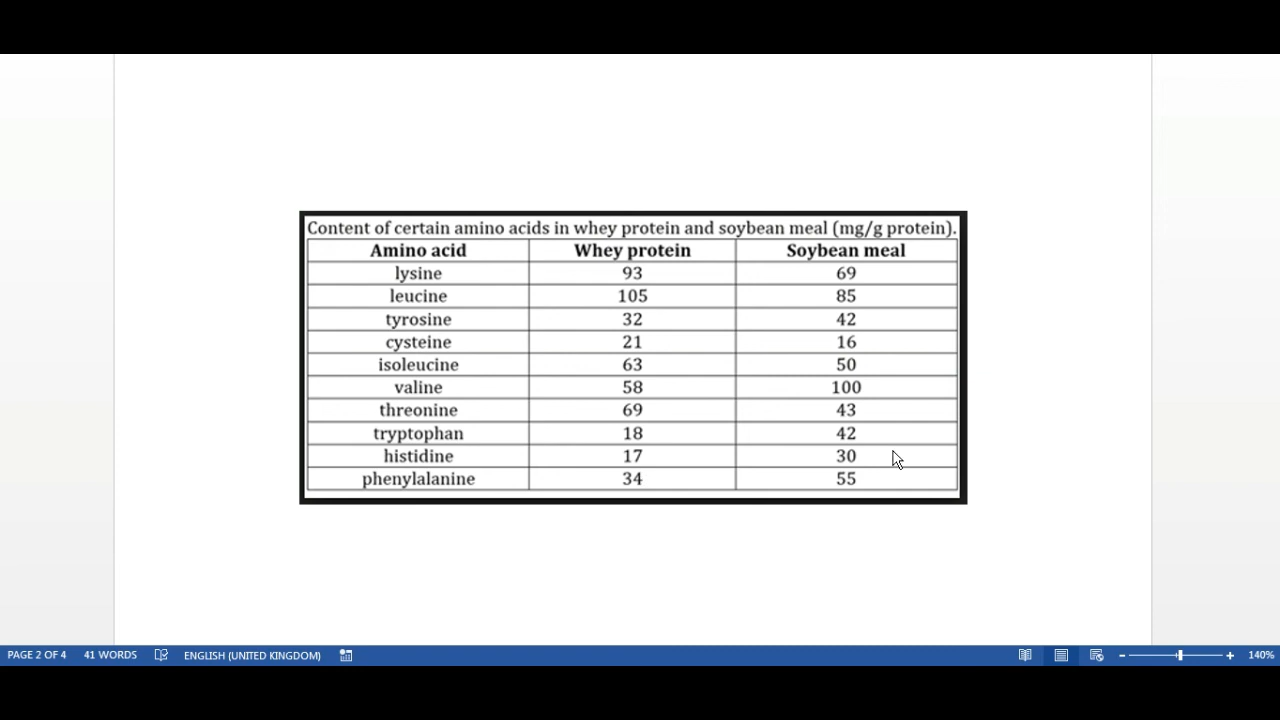 Content of certain amino acids in whey protein and soybean meal (mg/g protein).
Amino acid Whey protein Soybean meal
lysine 93 69
leucine 105 85
tyrosine 32 42
cysteine 21 16
isoleucine 63 50
valine 58 100
threonine 69 43
tryptophan 18 42
histidine 17 30
phenylalanine 34 55
PAGE 2 OF 4 41 WORDS ENGLISH (UNITED KINGDOM) 140%